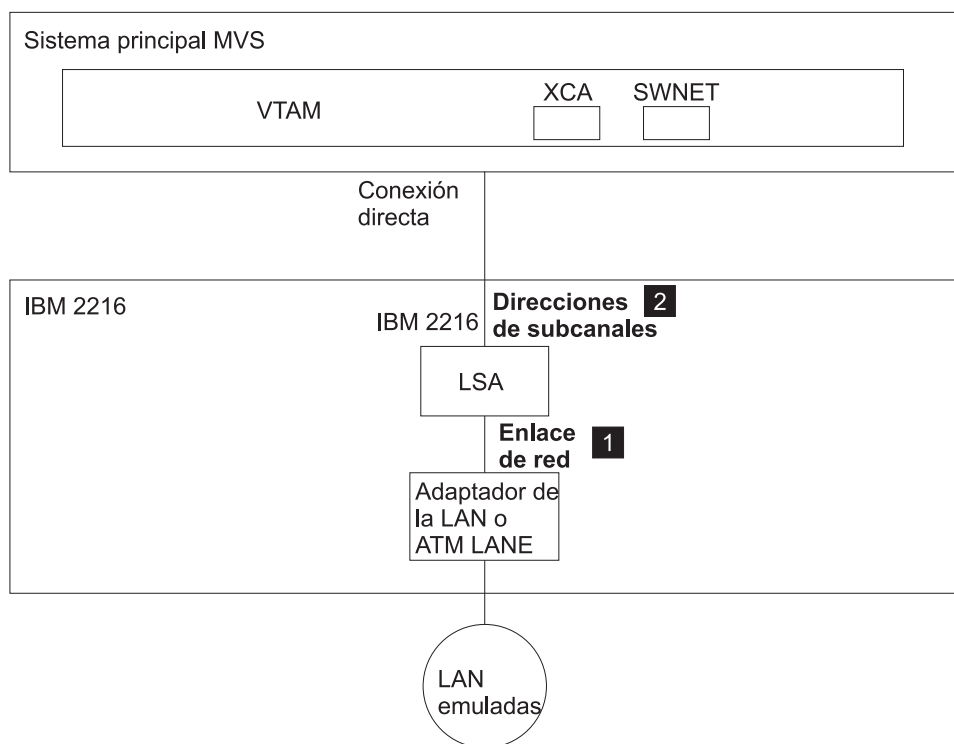 Sistema principal MVS
VTAM
XCA
SWNET
Conexión
directa
IBM 2216
IBM 2216
Direcciones
de subcanales
2
LSA
Enlace
de red
1
Adaptador de
la LAN o
ATM LANE
LAN
emuladas